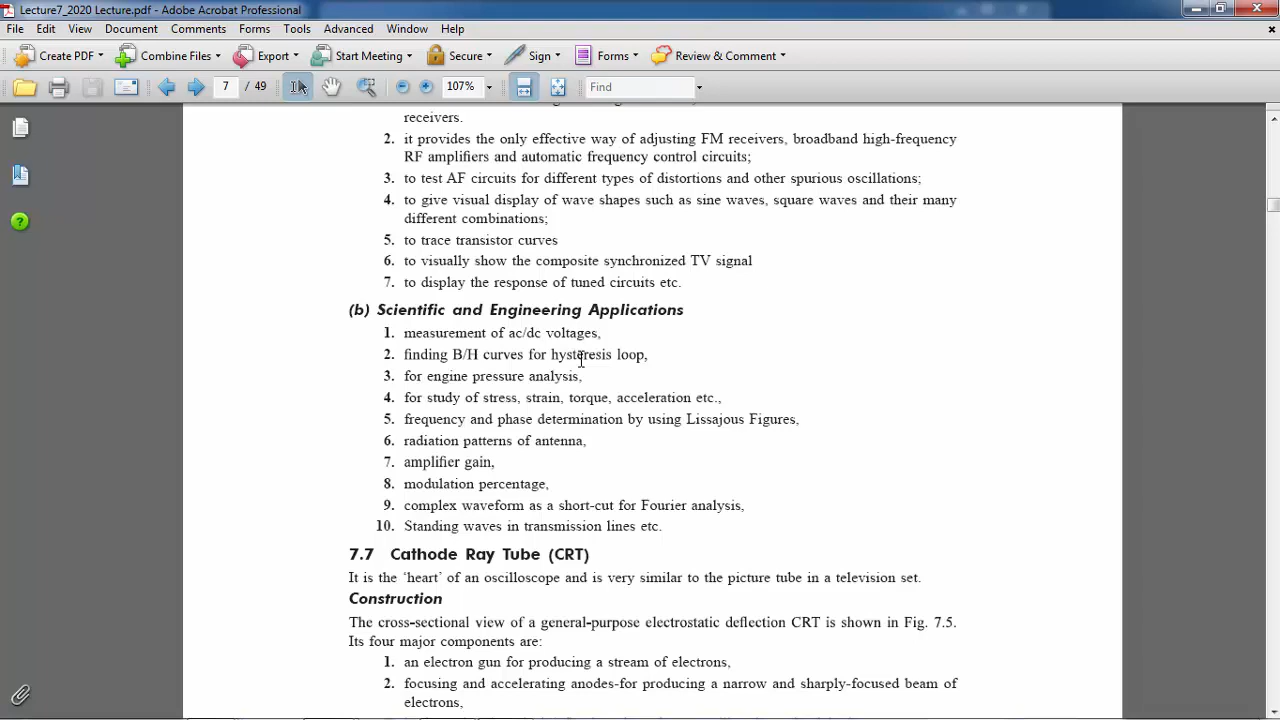 Lecture7_2020 Lecture.pdf - Adobe Acrobat Professional
File Edit View Document Comments Forms Tools Advanced Window Help
Create PDF Combine Files Export Start Meeting Secure Sign Forms Review & Comment
7 / 49 107% Find
receivers.
2. it provides the only effective way of adjusting FM receivers, broadband high-frequency
RF amplifiers and automatic frequency control circuits;
3. to test AF circuits for different types of distortions and other spurious oscillations;
4. to give visual display of wave shapes such as sine waves, square waves and their many
different combinations;
5. to trace transistor curves
6. to visually show the composite synchronized TV signal
7. to display the response of tuned circuits etc.
(b) Scientific and Engineering Applications
1. measurement of ac/dc voltages,
2. finding B/H curves for hysteresis loop,
3. for engine pressure analysis,
4. for study of stress, strain, torque, acceleration etc.,
5. frequency and phase determination by using Lissajous Figures,
6. radiation patterns of antenna,
7. amplifier gain,
8. modulation percentage,
9. complex waveform as a short-cut for Fourier analysis,
10. Standing waves in transmission lines etc.
7.7 Cathode Ray Tube (CRT)
It is the 'heart' of an oscilloscope and is very similar to the picture tube in a television set.
Construction
The cross-sectional view of a general-purpose electrostatic deflection CRT is shown in Fig. 7.5.
Its four major components are:
1. an electron gun for producing a stream of electrons,
2. focusing and accelerating anodes-for producing a narrow and sharply-focused beam of
electrons,